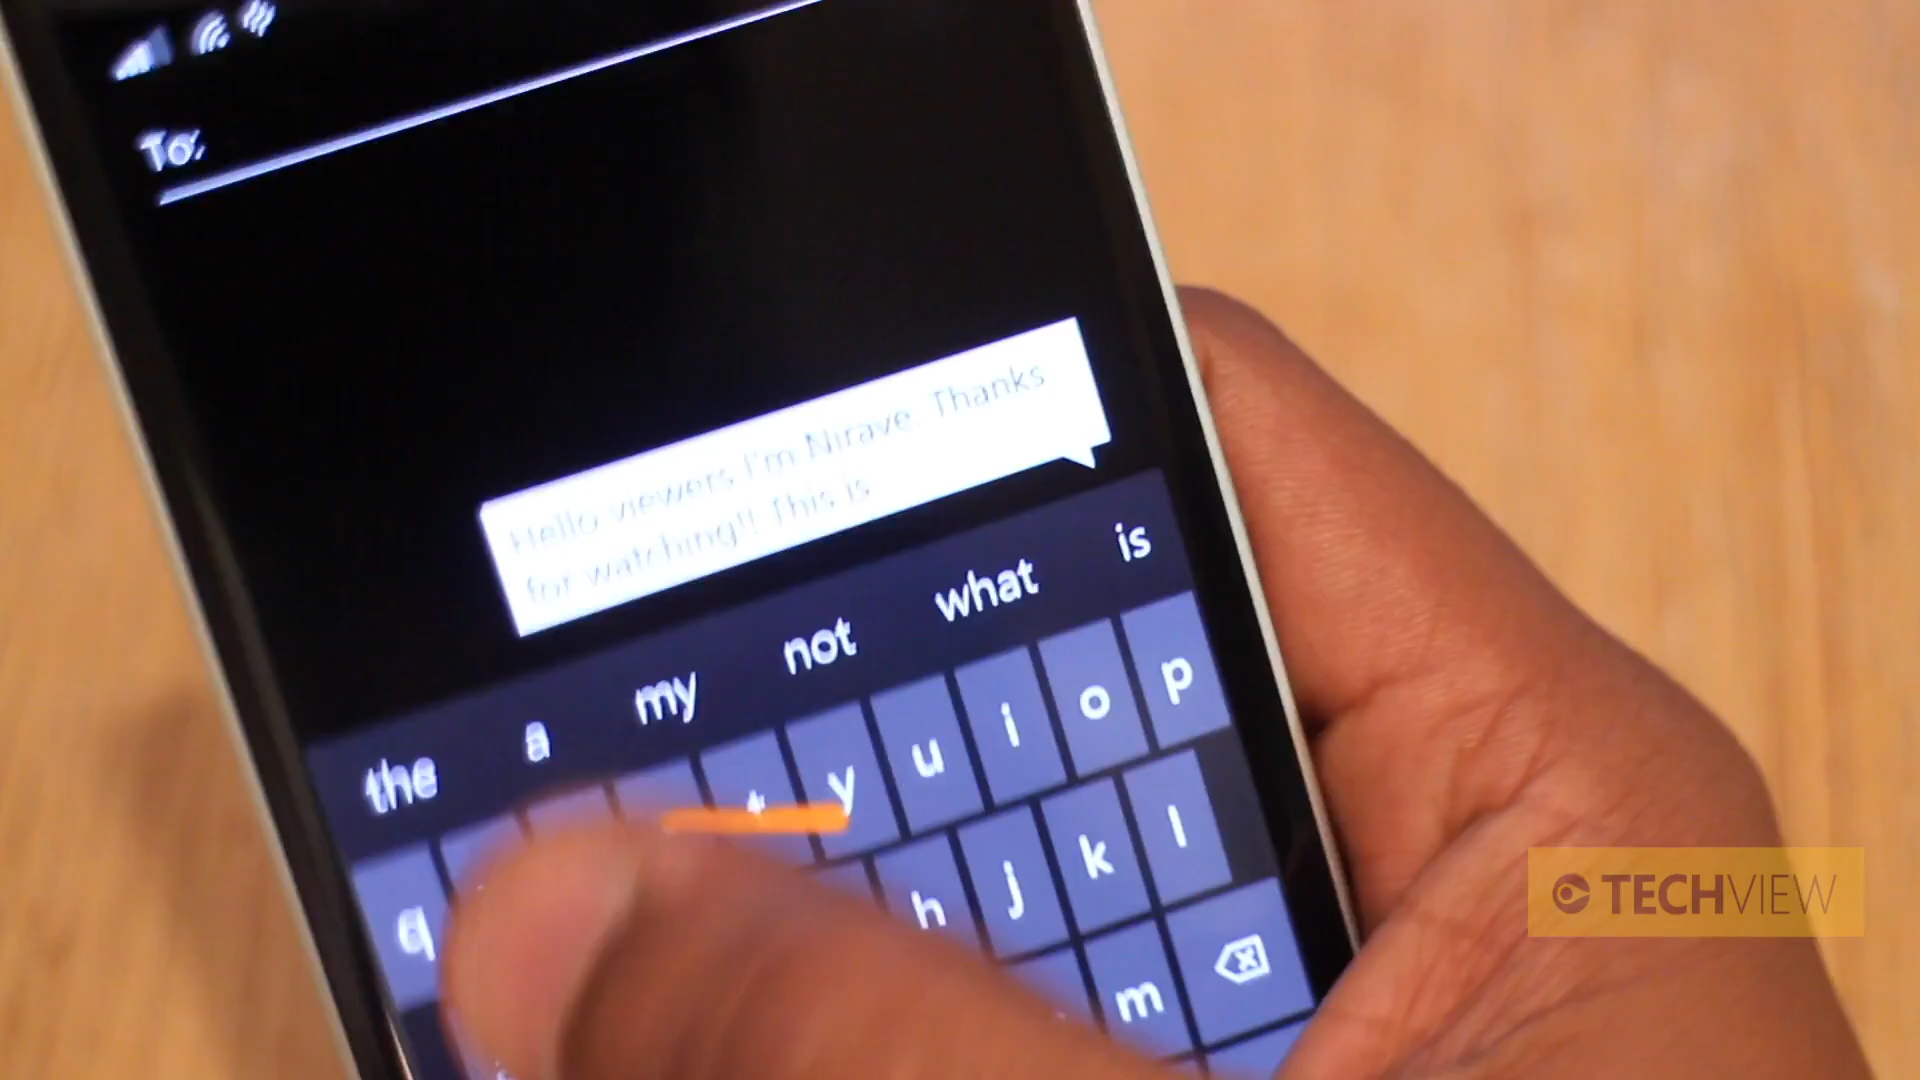 To:
Hello viewers I'm Nirave. Thanks
for watching!! This is
the a my not what is
q t y u i o p
h j k l
m
TECHVIEW